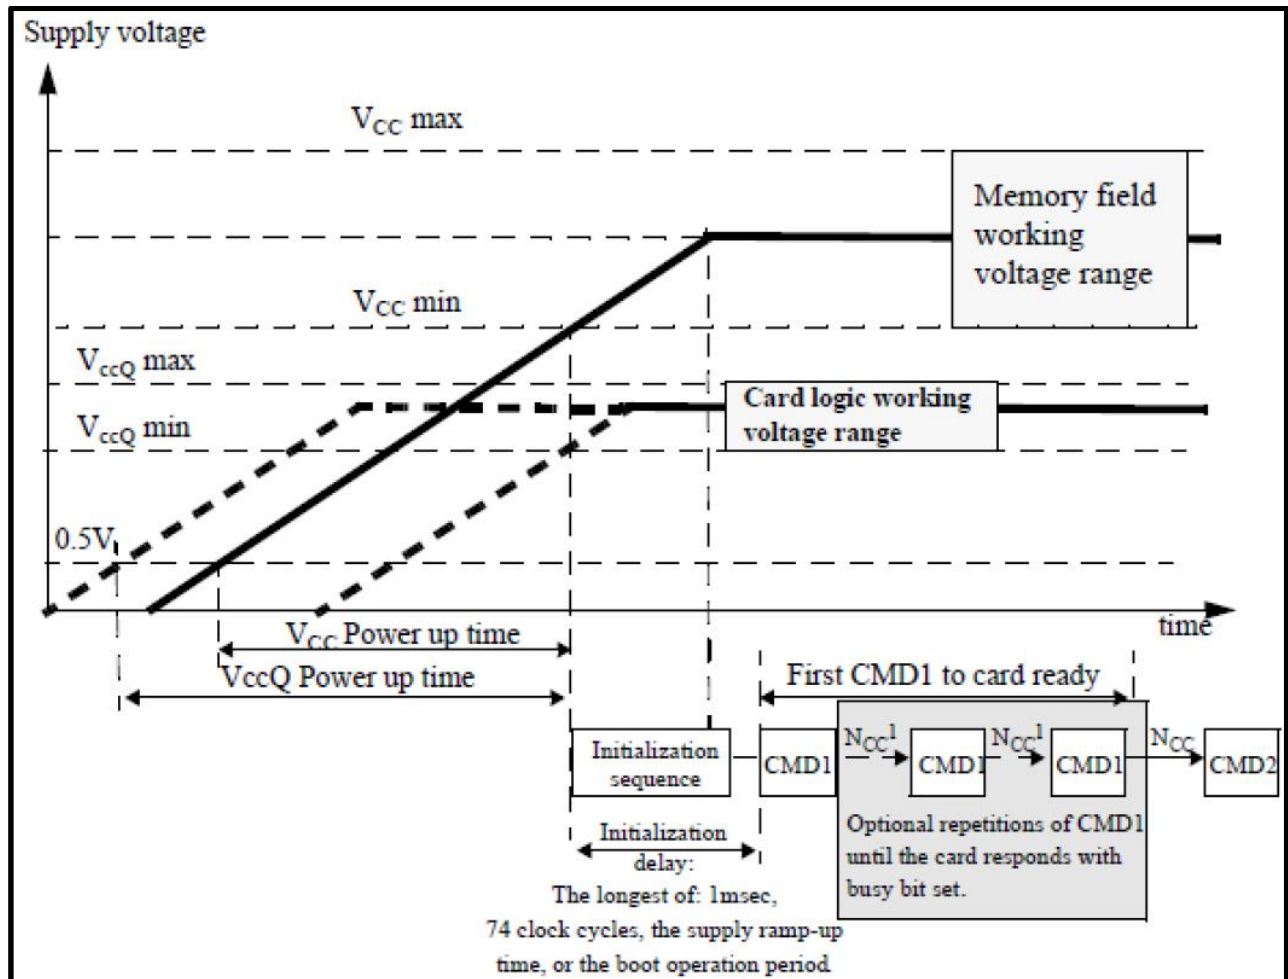 Supply voltage
VCC max
Memory field
working
voltage range
VCC min
VccQ max
Card logic working
voltage range
VccQ min
0.5V
time
VCC Power up time
VccQ Power up time
First CMD1 to card ready
Initialization
sequence
CMD1
NCC1
CMD1
NCC1
CMD1
NCC
CMD2
Initialization
delay:
The longest of: 1msec,
74 clock cycles, the supply ramp-up
time, or the boot operation period
Optional repetitions of CMD1
until the card responds with
busy bit set.